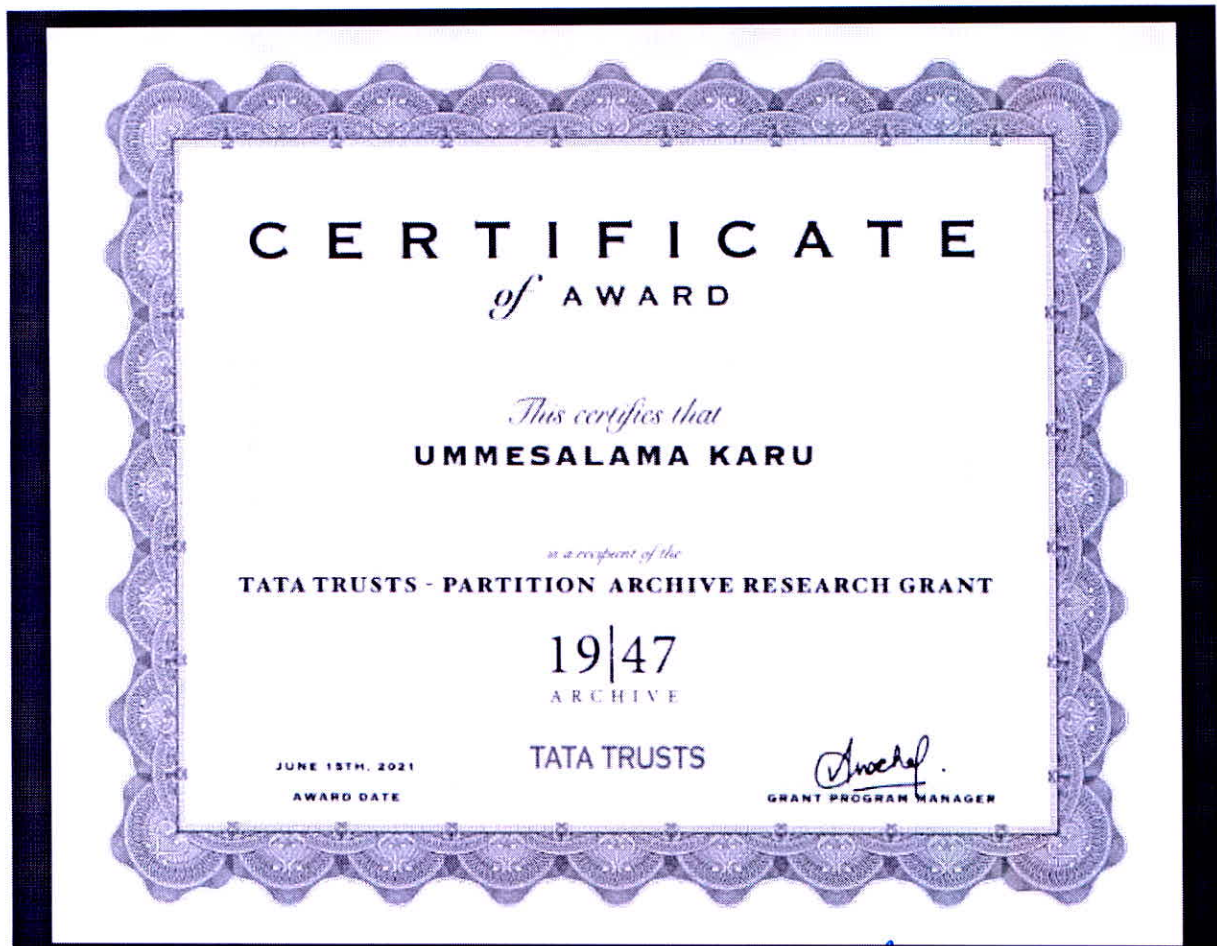 CERTIFICATE
of AWARD
This certifies that
UMMESALAMA KARU
is a recipient of the
TATA TRUSTS - PARTITION ARCHIVE RESEARCH GRANT
19|47
ARCHIVE
TATA TRUSTS
JUNE 15TH, 2021
AWARD DATE
GRANT PROGRAM MANAGER